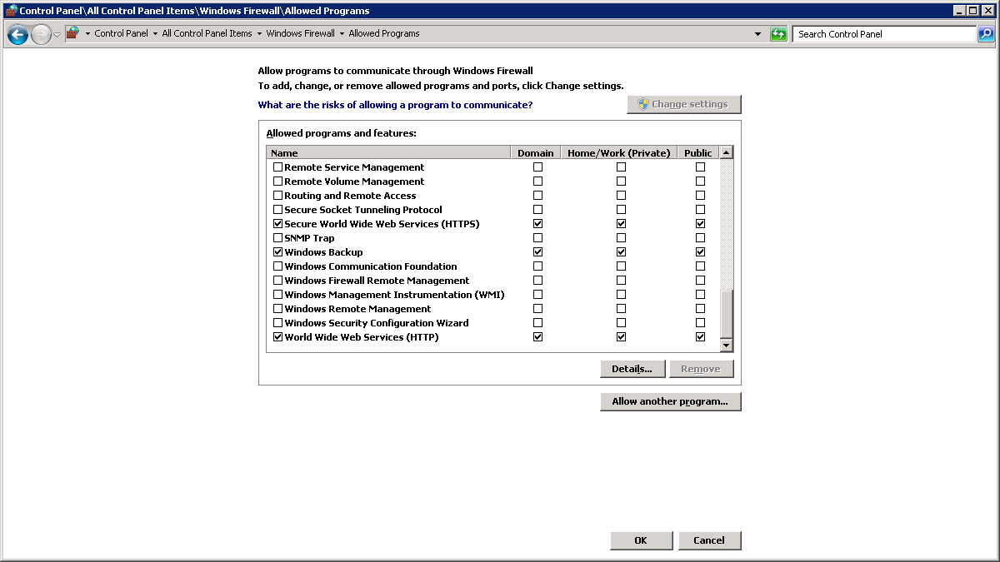 Control Panel\All Control Panel Items\Windows Firewall\Allowed Programs
Control Panel All Control Panel Items Windows Firewall Allowed Programs Search Control Panel
Allow programs to communicate through Windows Firewall
To add, change, or remove allowed programs and ports, click Change settings.
What are the risks of allowing a program to communicate? Change settings
Allowed programs and features:
Name Domain Home/Work (Private) Public
Remote Service Management
Remote Volume Management
Routing and Remote Access
Secure Socket Tunneling Protocol
Secure World Wide Web Services (HTTPS)
SNMP Trap
Windows Backup
Windows Communication Foundation
Windows Firewall Remote Management
Windows Management Instrumentation (WMI)
Windows Remote Management
Windows Security Configuration Wizard
World Wide Web Services (HTTP)
Details... Remove
Allow another program...
OK Cancel